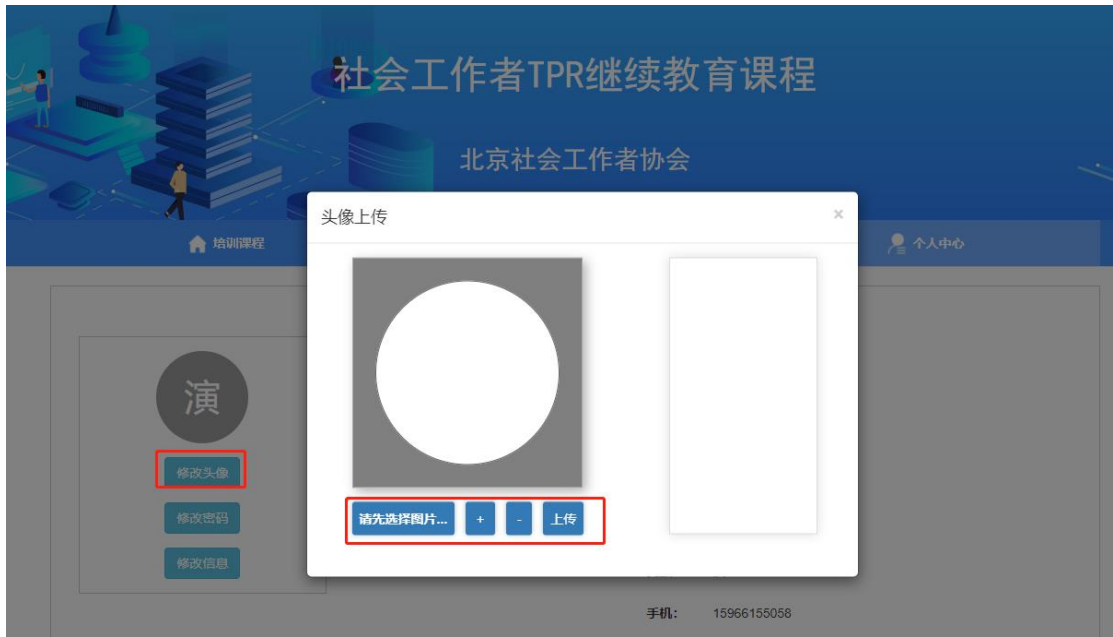 社会工作者TPR继续教育课程
北京社会工作者协会
头像上传 ×
培训课程
个人中心
演
修改头像
请先选择图片... + - 上传
修改密码
修改信息
手机: 15966155058